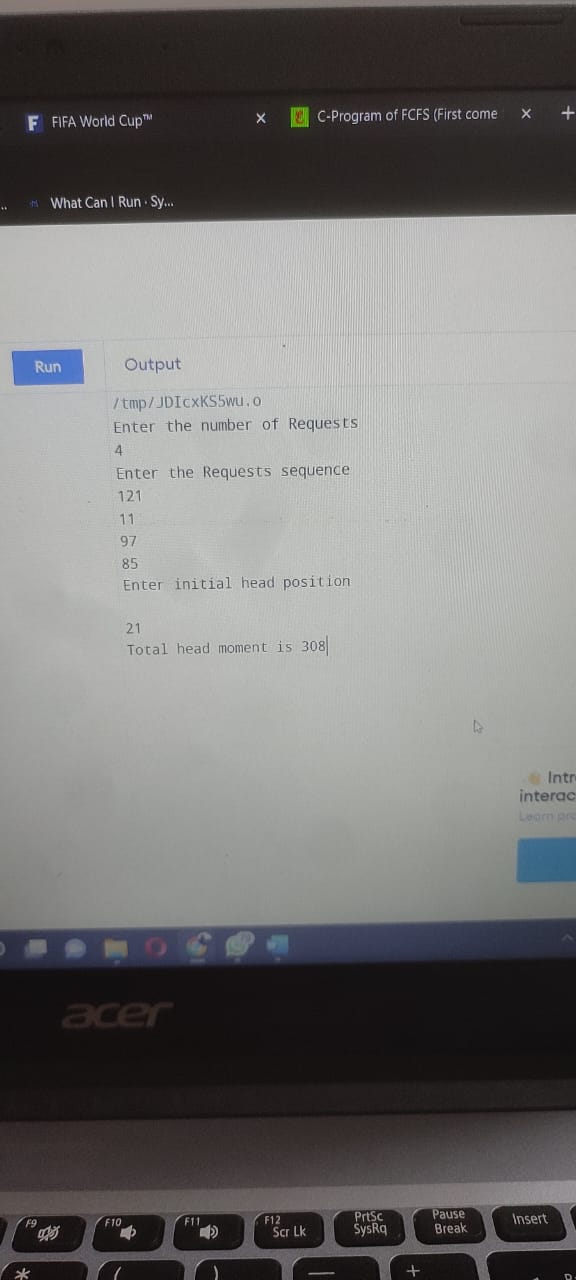 FIFA World Cup™
C-Program of FCFS (First come
What Can I Run · Sy...
Run
Output
/tmp/JDIcxKS5wu.o
Enter the number of Requests
4
Enter the Requests sequence
121
11
97
85
Enter initial head position
21
Total head moment is 308
Intr
interac
Learn pro
acer
F9
F10
F11
F12
Scr Lk
PrtSc
SysRq
Pause
Break
Insert
*
(
)
—
+